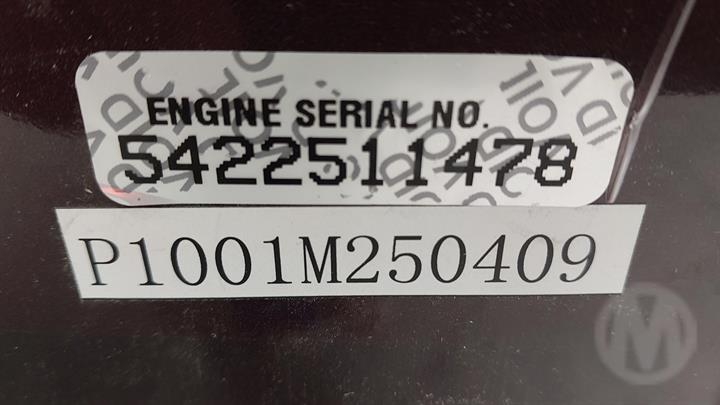 ENGINE SERIAL NO.
5422511478
P1001M250409